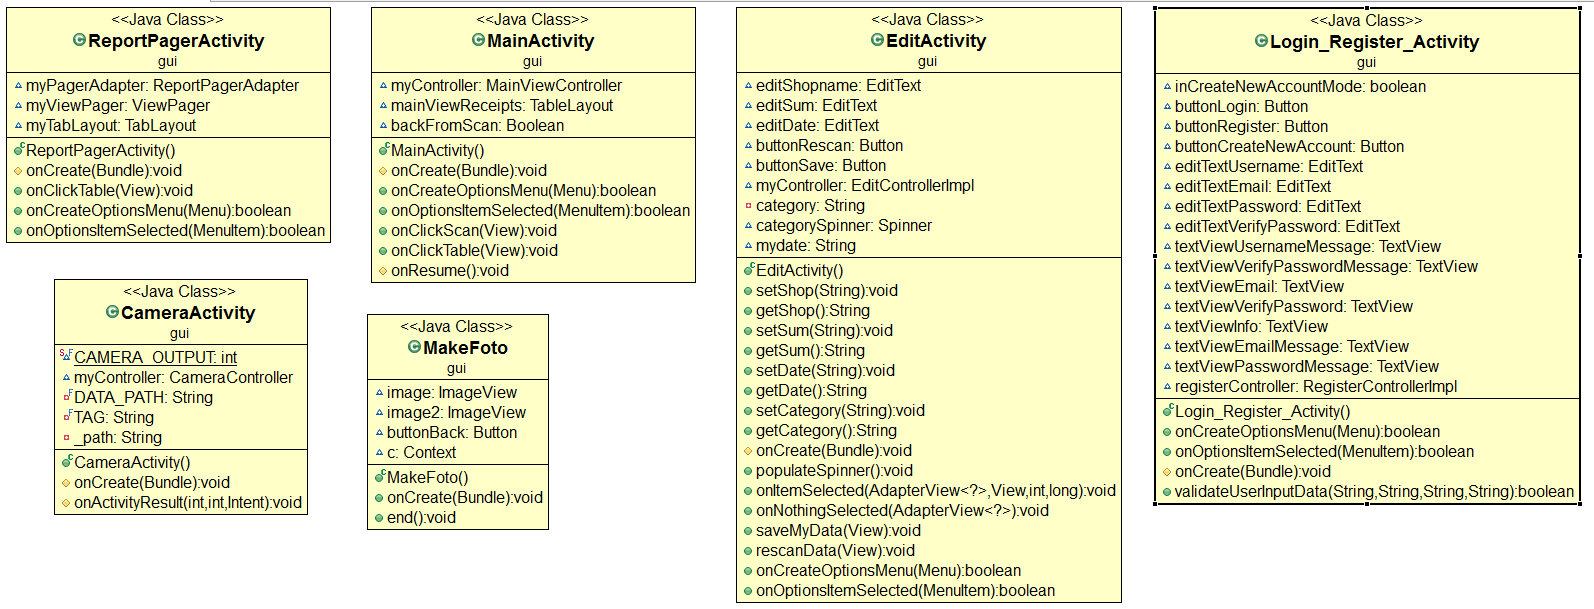 <<Java Class>>
ReportPagerActivity
gui
myPagerAdapter: ReportPagerAdapter
myViewPager: ViewPager
myTabLayout: TabLayout
ReportPagerActivity()
onCreate(Bundle):void
onClickTable(View):void
onCreateOptionsMenu(Menu):boolean
onOptionsItemSelected(MenuItem):boolean
<<Java Class>>
MainActivity
gui
myController: MainViewController
mainViewReceipts: TableLayout
backFromScan: Boolean
MainActivity()
onCreate(Bundle):void
onCreateOptionsMenu(Menu):boolean
onOptionsItemSelected(MenuItem):boolean
onClickScan(View):void
onClickTable(View):void
onResume():void
<<Java Class>>
EditActivity
gui
editShopname: EditText
editSum: EditText
editDate: EditText
buttonRescan: Button
buttonSave: Button
myController: EditControllerImpl
category: String
categorySpinner: Spinner
mydate: String
EditActivity()
setShop(String):void
getShop():String
setSum(String):void
getSum():String
setDate(String):void
getDate():String
setCategory(String):void
getCategory():String
onCreate(Bundle):void
populateSpinner():void
onItemSelected(AdapterView<?>,View,int,long):void
onNothingSelected(AdapterView<?>):void
saveMyData(View):void
rescanData(View):void
onCreateOptionsMenu(Menu):boolean
onOptionsItemSelected(MenuItem):boolean
<<Java Class>>
Login_Register_Activity
gui
inCreateNewAccountMode: boolean
buttonLogin: Button
buttonRegister: Button
buttonCreateNewAccount: Button
editTextUsername: EditText
editTextEmail: EditText
editTextPassword: EditText
editTextVerifyPassword: EditText
textViewUsernameMessage: TextView
textViewVerifyPasswordMessage: TextView
textViewEmail: TextView
textViewVerifyPassword: TextView
textViewInfo: TextView
textViewEmailMessage: TextView
textViewPasswordMessage: TextView
registerController: RegisterControllerImpl
Login_Register_Activity()
onCreateOptionsMenu(Menu):boolean
onOptionsItemSelected(MenuItem):boolean
onCreate(Bundle):void
validateUserInputData(String,String,String,String):boolean
<<Java Class>>
CameraActivity
gui
CAMERA_OUTPUT: int
myController: CameraController
DATA_PATH: String
TAG: String
_path: String
CameraActivity()
onCreate(Bundle):void
onActivityResult(int,int,Intent):void
<<Java Class>>
MakeFoto
gui
image: ImageView
image2: ImageView
buttonBack: Button
c: Context
MakeFoto()
onCreate(Bundle):void
end():void